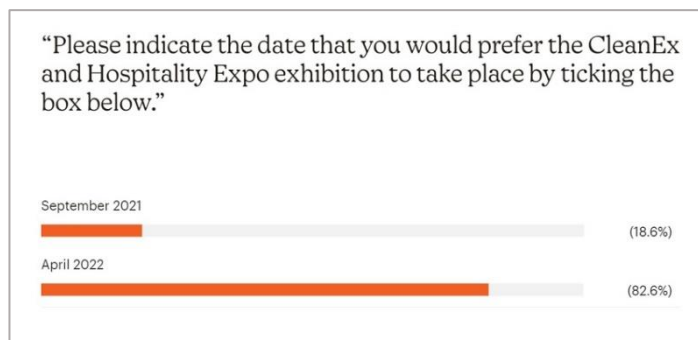 “Please indicate the date that you would prefer the CleanEx
and Hospitality Expo exhibition to take place by ticking the
box below.”
September 2021
(18.6%)
April 2022
(82.6%)